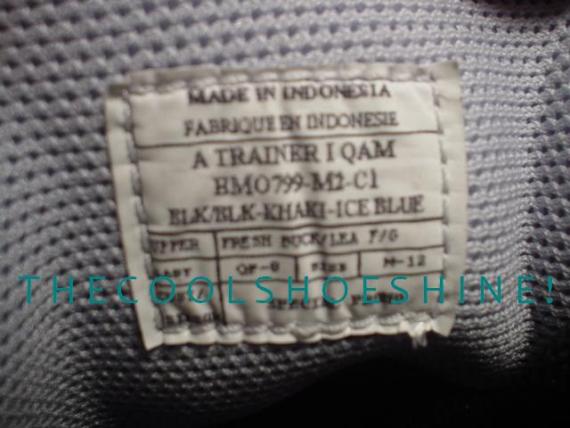 MADE IN INDONESIA
FABRIQUE EN INDONESIE
A TRAINER I QAM
HMO799-M2-C1
BLK/BLK-KHAKI-ICE BLUE
UPPER FRESH BUCK/LEA F/G
SIZE M-12
THECOOLSHOESHINE!